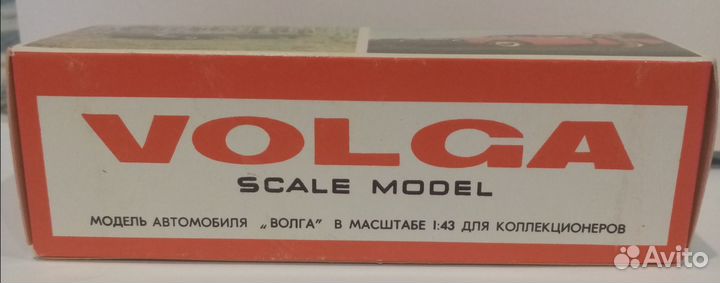 VOLGA
SCALE MODEL
МОДЕЛЬ АВТОМОБИЛЯ „ВОЛГА" В МАСШТАБЕ 1:43 ДЛЯ КОЛЛЕКЦИОНЕРОВ
Avito